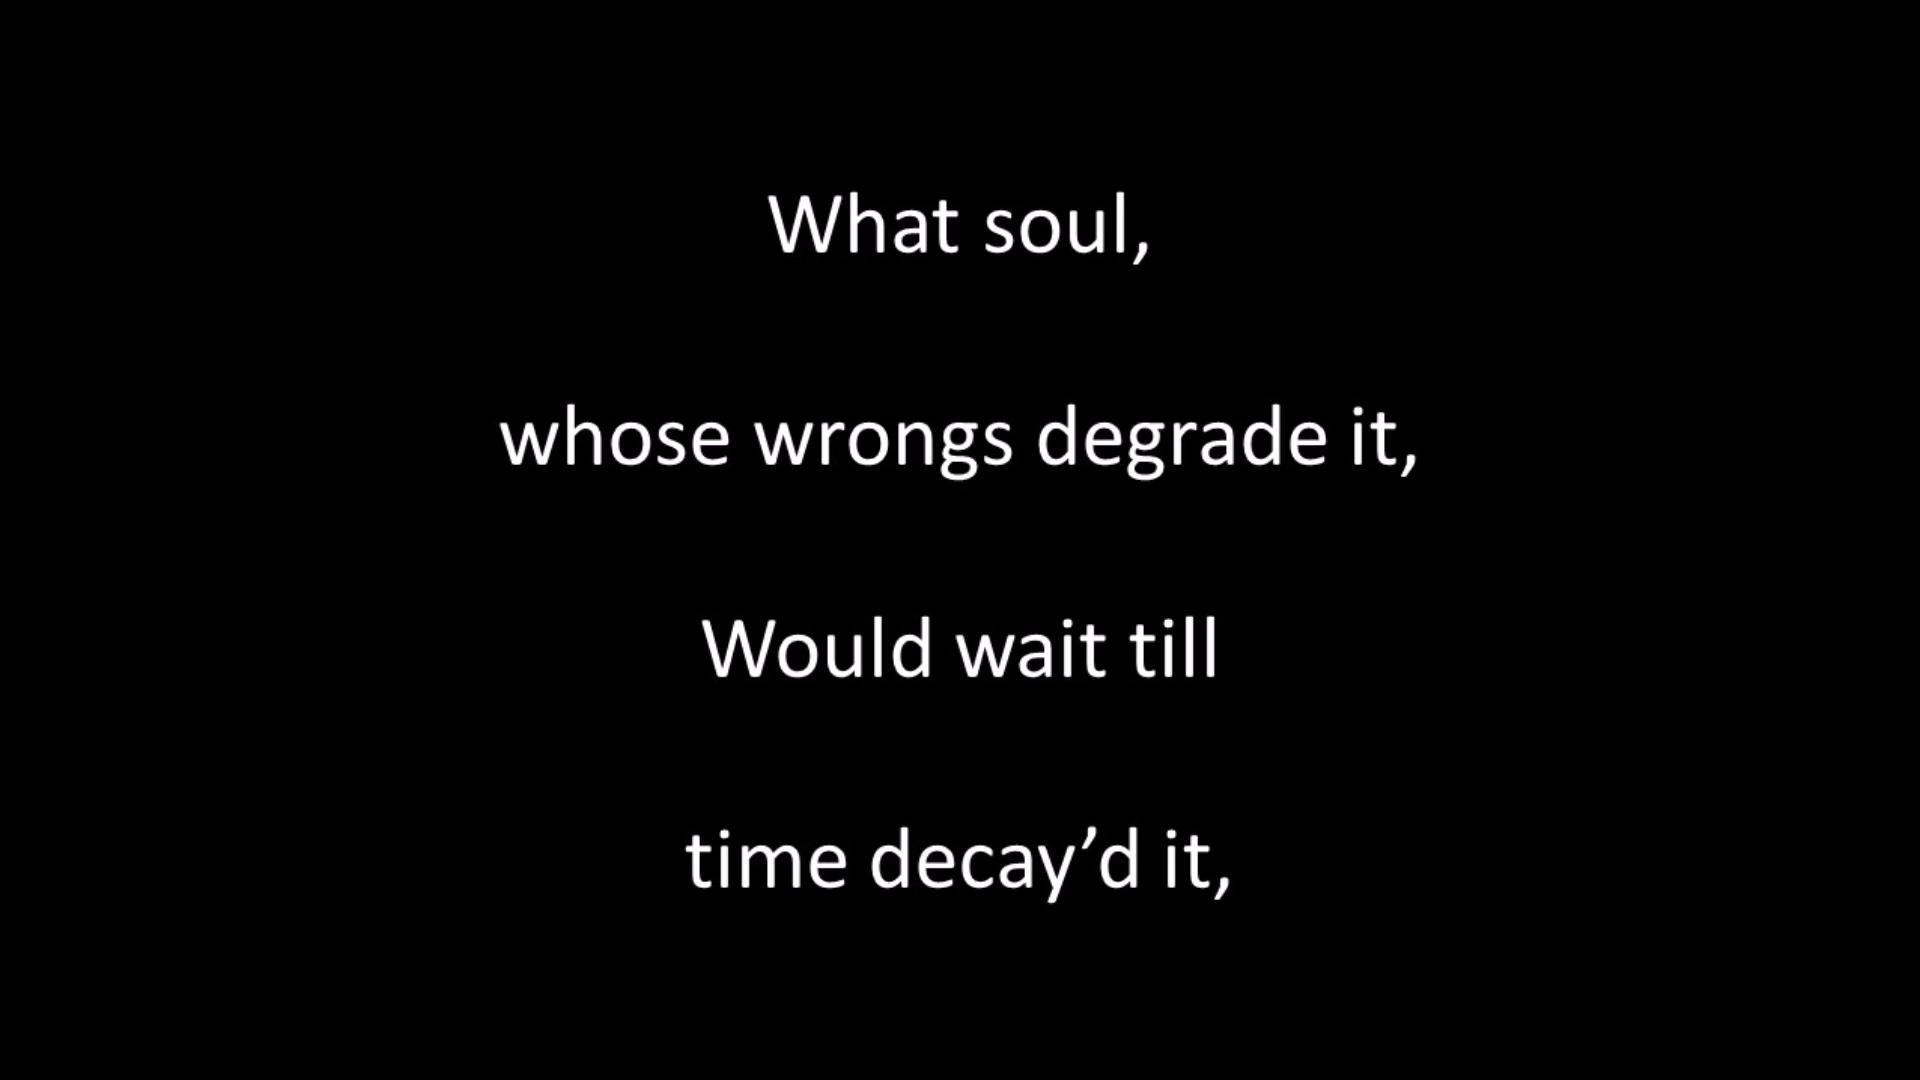 What soul,
whose wrongs degrade it,
Would wait till
time decay’d it,